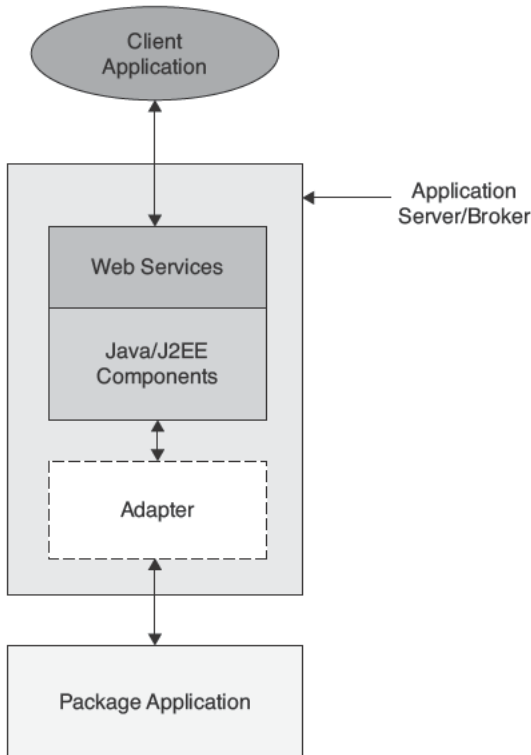 Client
Application
Application
Server/Broker
Web Services
Java/J2EE
Components
Adapter
Package Application